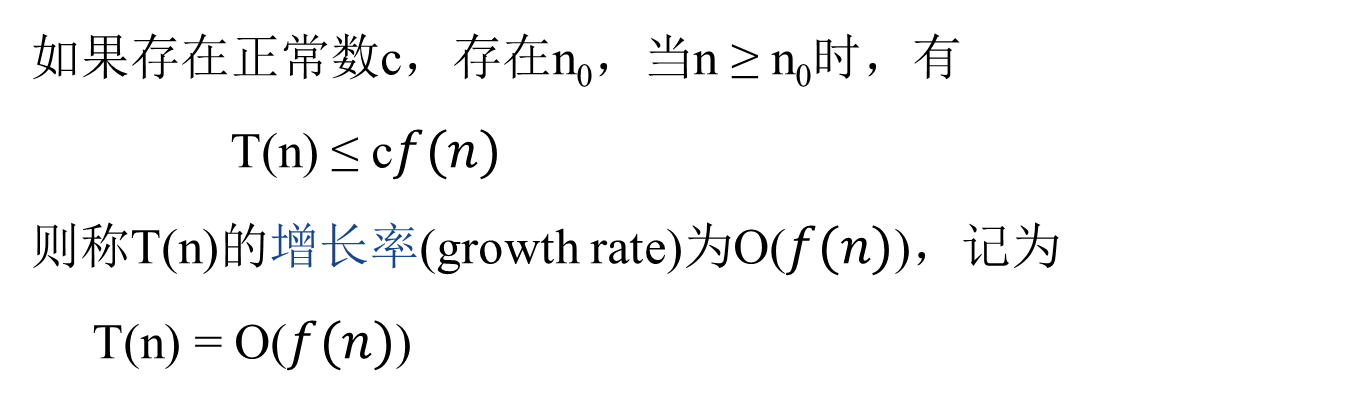 如果存在正常数c，存在n₀，当n ≥ n₀时，有
T(n) ≤ cf(n)
则称T(n)的增长率(growth rate)为O(f(n))，记为
T(n) = O(f(n))